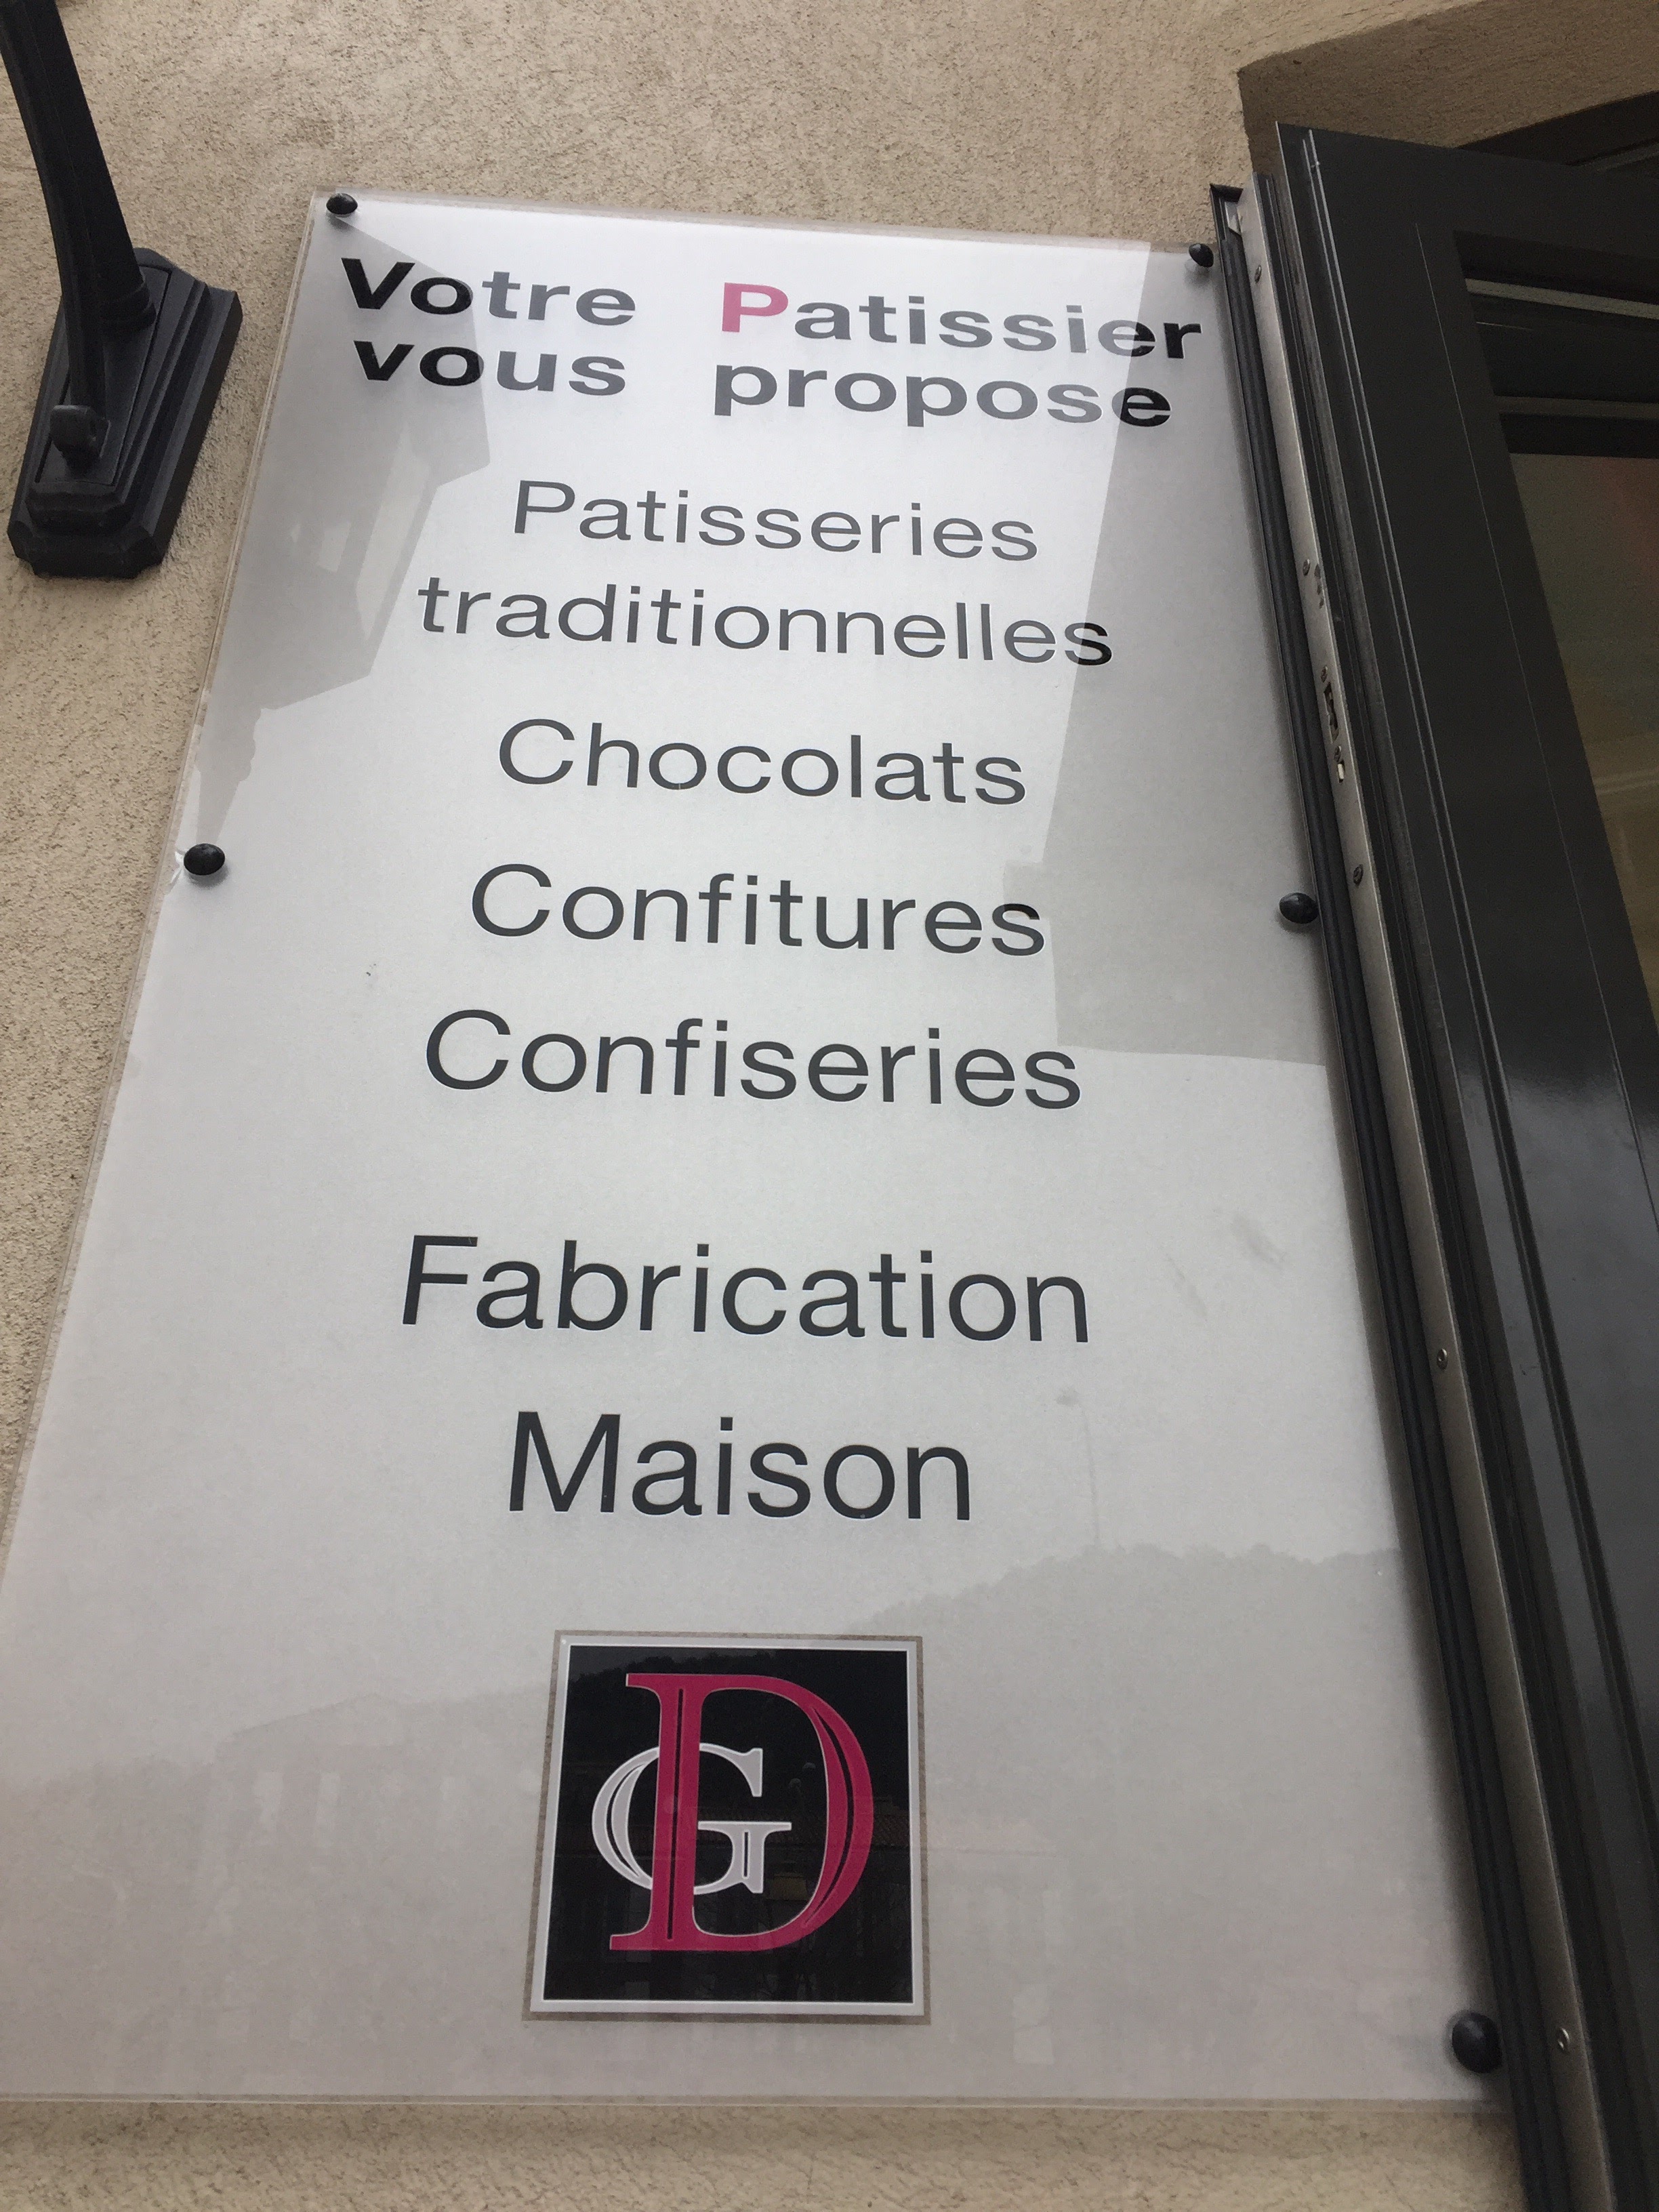 Votre Patissier
vous propose
Patisseries
traditionnelles
Chocolats
Confitures
Confiseries
Fabrication
Maison
GD